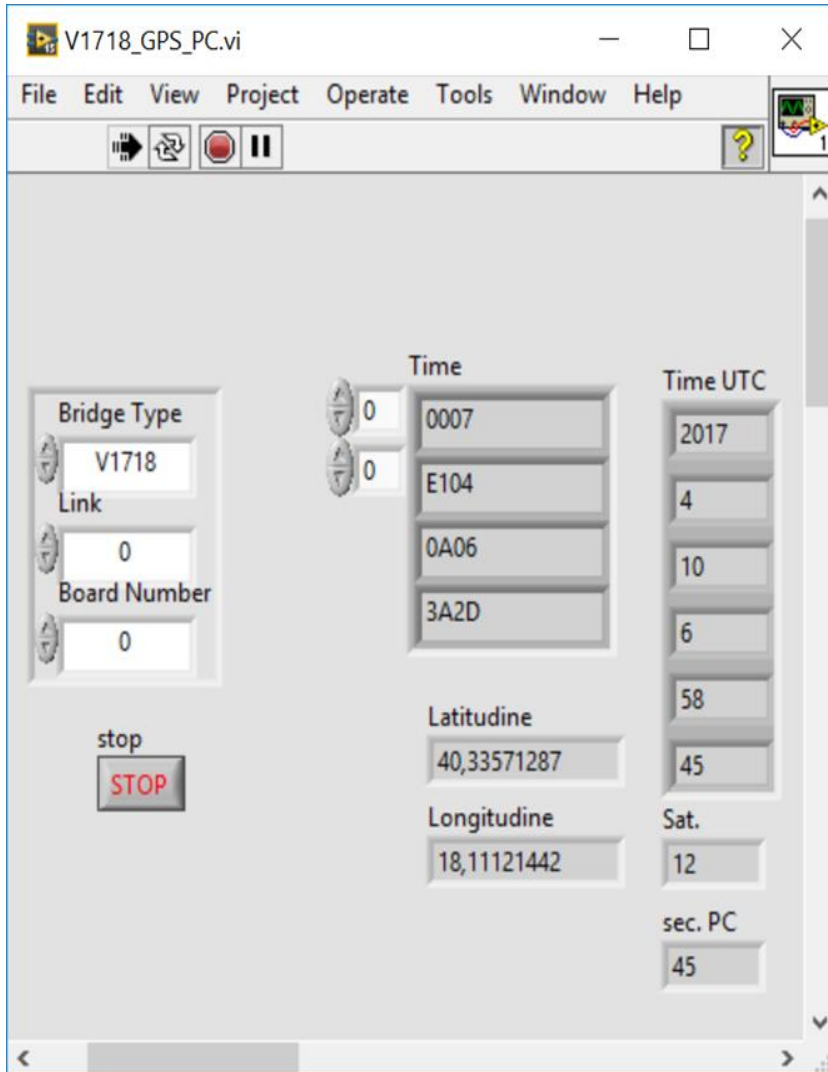 V1718_GPS_PC.vi
File Edit View Project Operate Tools Window Help
?
1
Bridge Type
V1718
Link
0
Board Number
0
stop
STOP
0
0
Time
0007
E104
0A06
3A2D
Latitudine
40,33571287
Longitudine
18,11121442
Time UTC
2017
4
10
6
58
45
Sat.
12
sec. PC
45